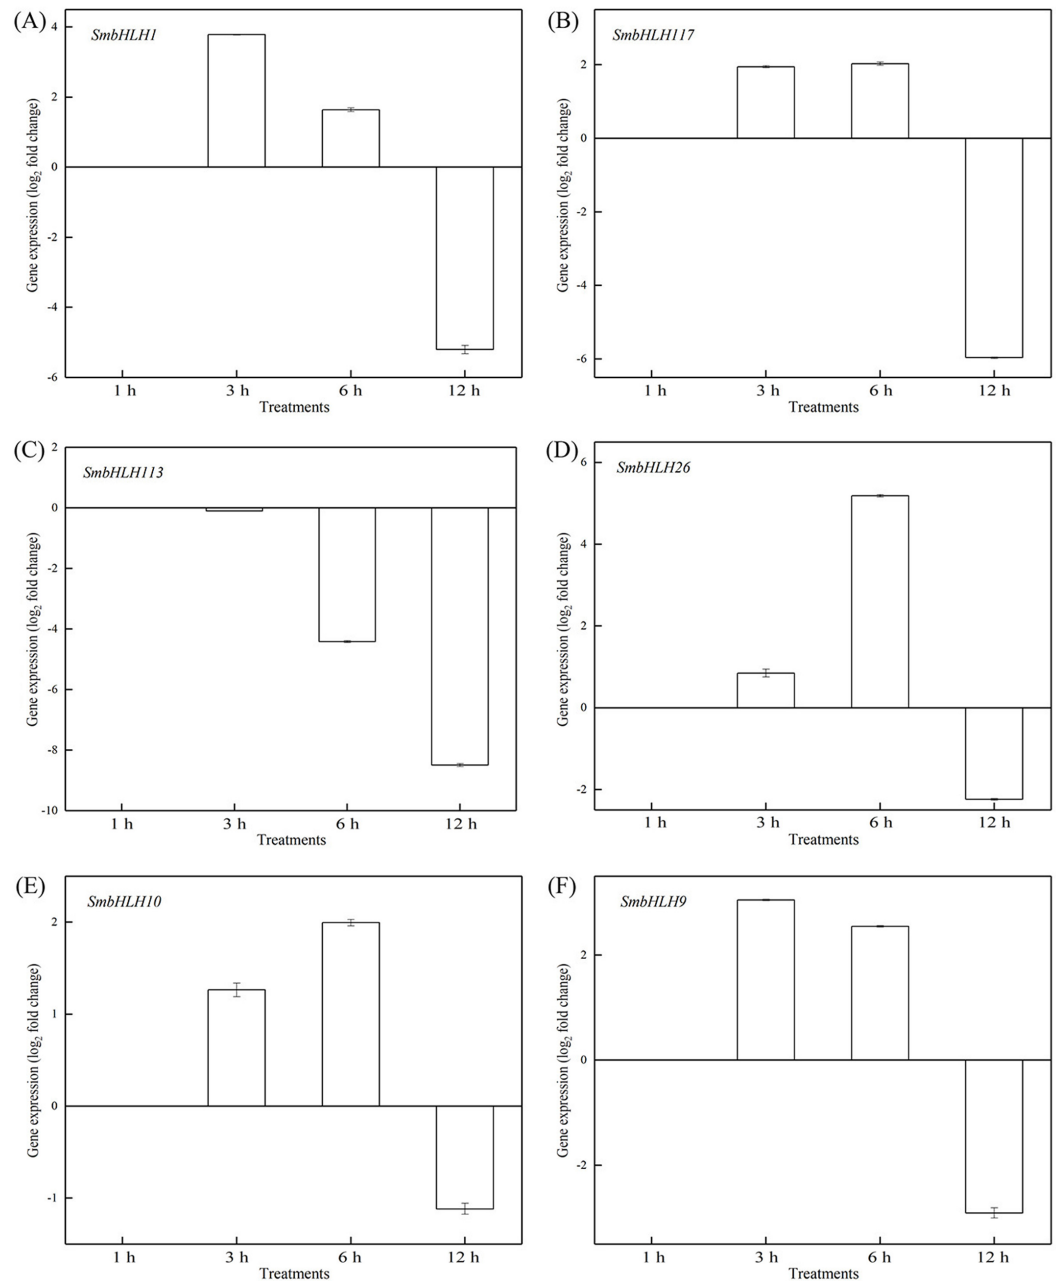 (A)
SmbHLH1
Gene expression (log2 fold change)
4
2
0
-2
-4
-6
1 h 3 h 6 h 12 h
Treatments
(B)
SmbHLH117
Gene expression (log2 fold change)
2
0
-2
-4
-6
1 h 3 h 6 h 12 h
Treatments
(C)
SmbHLH113
Gene expression (log2 fold change)
2
0
-2
-4
-6
-8
-10
1 h 3 h 6 h 12 h
Treatments
(D)
SmbHLH26
Gene expression (log2 fold change)
6
4
2
0
-2
1 h 3 h 6 h 12 h
Treatments
(E)
SmbHLH10
Gene expression (log2 fold change)
2
1
0
-1
1 h 3 h 6 h 12 h
Treatments
(F)
SmbHLH9
Gene expression (log2 fold change)
2
0
-2
1 h 3 h 6 h 12 h
Treatments